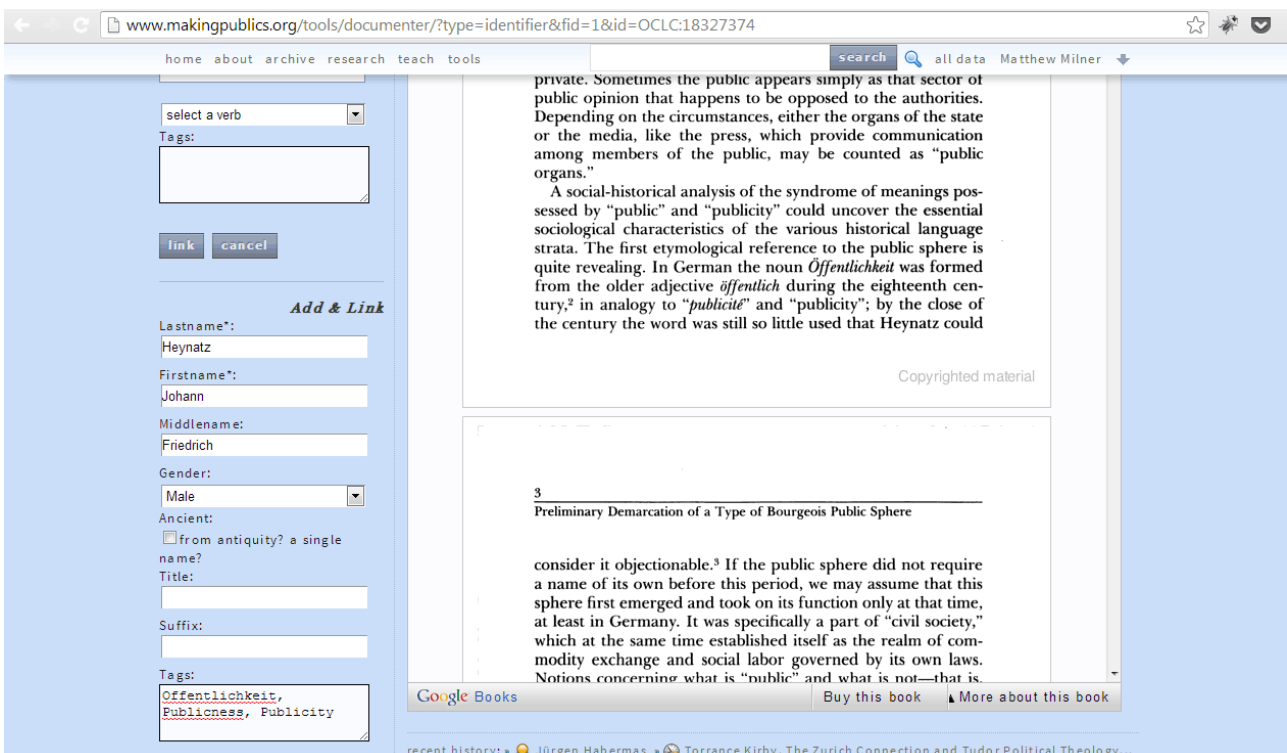 www.makingpublics.org/tools/documenter/?type=identifier&fid=1&id=OCLC:18327374
home about archive research teach tools
search
all data Matthew Milner
select a verb
Tags:
link cancel
Add & Link
Lastname*:
Heynatz
Firstname*:
Johann
Middlename:
Friedrich
Gender:
Male
Ancient:
from antiquity? a single
name?
Title:
Suffix:
Tags:
Offentlichkeit,
Publicness, Publicity
private. Sometimes the public appears simply as that sector of
public opinion that happens to be opposed to the authorities.
Depending on the circumstances, either the organs of the state
or the media, like the press, which provide communication
among members of the public, may be counted as “public
organs.”
A social-historical analysis of the syndrome of meanings pos-
sessed by “public” and “publicity” could uncover the essential
sociological characteristics of the various historical language
strata. The first etymological reference to the public sphere is
quite revealing. In German the noun Öffentlichkeit was formed
from the older adjective öffentlich during the eighteenth cen-
tury,² in analogy to “publicité” and “publicity”; by the close of
the century the word was still so little used that Heynatz could
Copyrighted material
3
Preliminary Demarcation of a Type of Bourgeois Public Sphere
consider it objectionable.³ If the public sphere did not require
a name of its own before this period, we may assume that this
sphere first emerged and took on its function only at that time,
at least in Germany. It was specifically a part of “civil society,”
which at the same time established itself as the realm of com-
modity exchange and social labor governed by its own laws.
Notions concerning what is “public” and what is not—that is,
Google Books
Buy this book
More about this book
recent history: » Jürgen Habermas, » Torrance Kirby, The Zurich Connection and Tudor Political Theology...